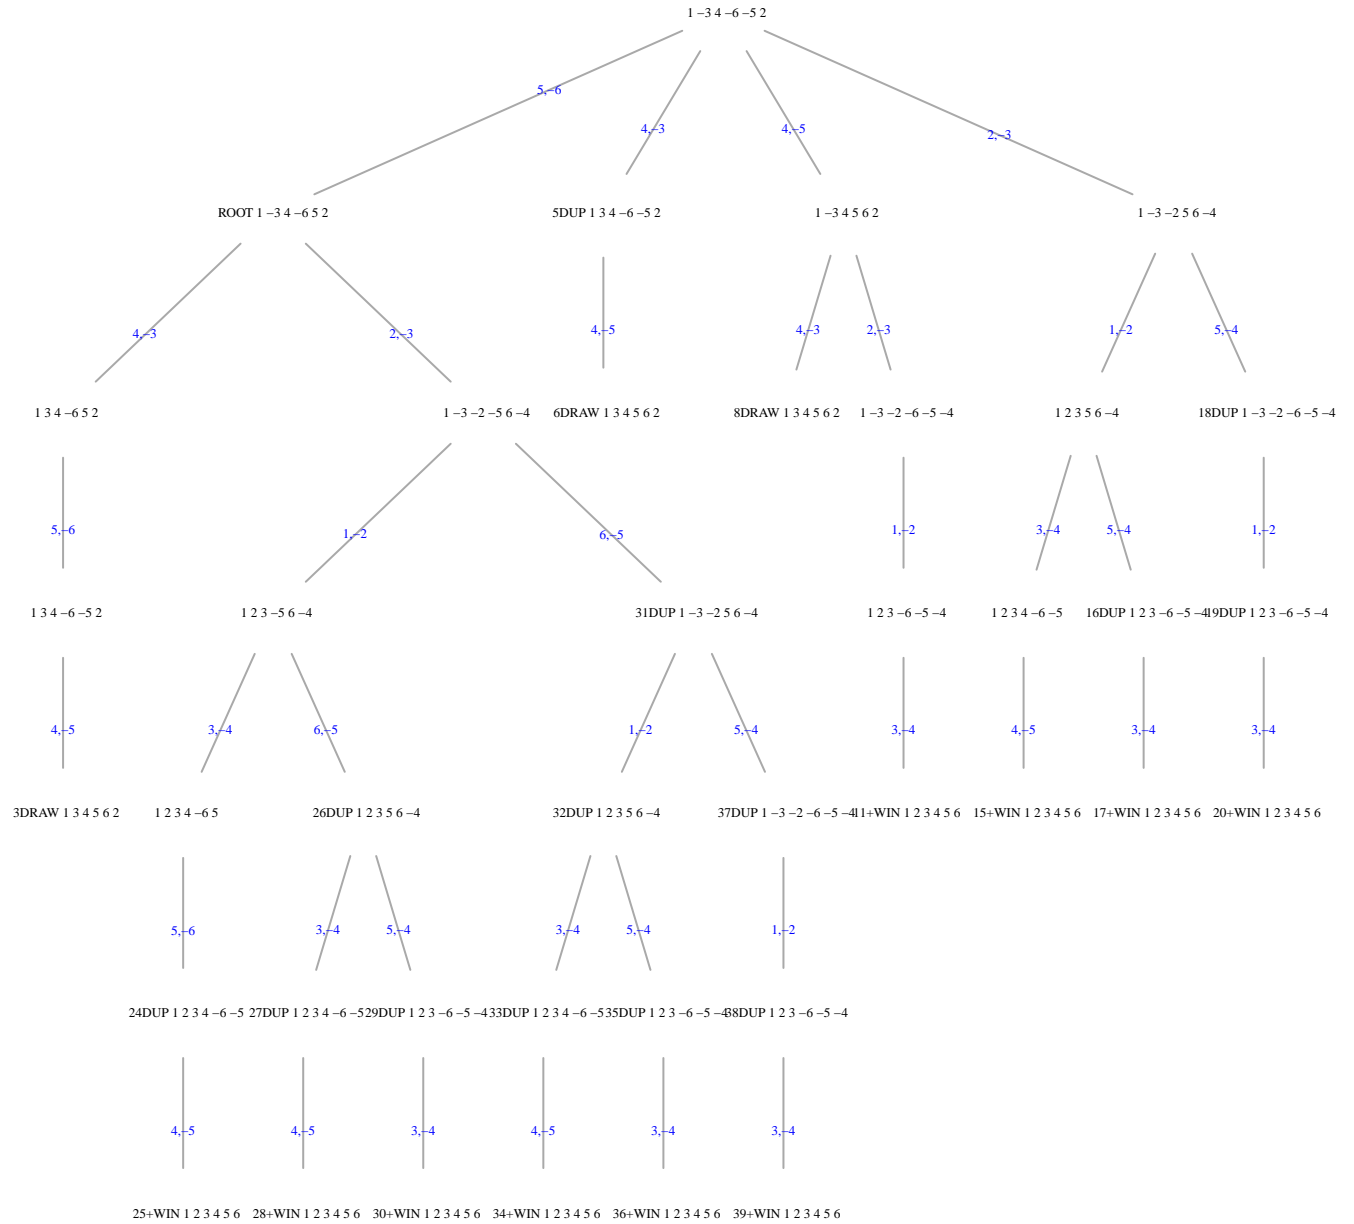 1 −3 4 −6 −5 2
5,−6
4,−3
4,−5
2,−3
ROOT 1 −3 4 −6 5 2
5DUP 1 3 4 −6 −5 2
1 −3 4 5 6 2
1 −3 −2 5 6 −4
4,−3
2,−3
4,−5
4,−3
2,−3
1,−2
5,−4
1 3 4 −6 5 2
1 −3 −2 −5 6 −4
6DRAW 1 3 4 5 6 2
8DRAW 1 3 4 5 6 2
1 −3 −2 −6 −5 −4
1 2 3 5 6 −4
18DUP 1 −3 −2 −6 −5 −4
5,−6
1,−2
6,−5
1,−2
3,−4
5,−4
1,−2
1 3 4 −6 −5 2
1 2 3 −5 6 −4
31DUP 1 −3 −2 5 6 −4
1 2 3 −6 −5 −4
1 2 3 4 −6 −5
16DUP 1 2 3 −6 −5 −4
19DUP 1 2 3 −6 −5 −4
4,−5
3,−4
6,−5
1,−2
5,−4
3,−4
4,−5
3,−4
3,−4
3DRAW 1 3 4 5 6 2
1 2 3 4 −6 5
26DUP 1 2 3 5 6 −4
32DUP 1 2 3 5 6 −4
37DUP 1 −3 −2 −6 −5 −4
11+WIN 1 2 3 4 5 6
15+WIN 1 2 3 4 5 6
17+WIN 1 2 3 4 5 6
20+WIN 1 2 3 4 5 6
5,−6
3,−4
5,−4
3,−4
5,−4
1,−2
24DUP 1 2 3 4 −6 −5
27DUP 1 2 3 4 −6 −5
29DUP 1 2 3 −6 −5 −4
33DUP 1 2 3 4 −6 −5
35DUP 1 2 3 −6 −5 −4
38DUP 1 2 3 −6 −5 −4
4,−5
4,−5
3,−4
4,−5
3,−4
3,−4
25+WIN 1 2 3 4 5 6
28+WIN 1 2 3 4 5 6
30+WIN 1 2 3 4 5 6
34+WIN 1 2 3 4 5 6
36+WIN 1 2 3 4 5 6
39+WIN 1 2 3 4 5 6